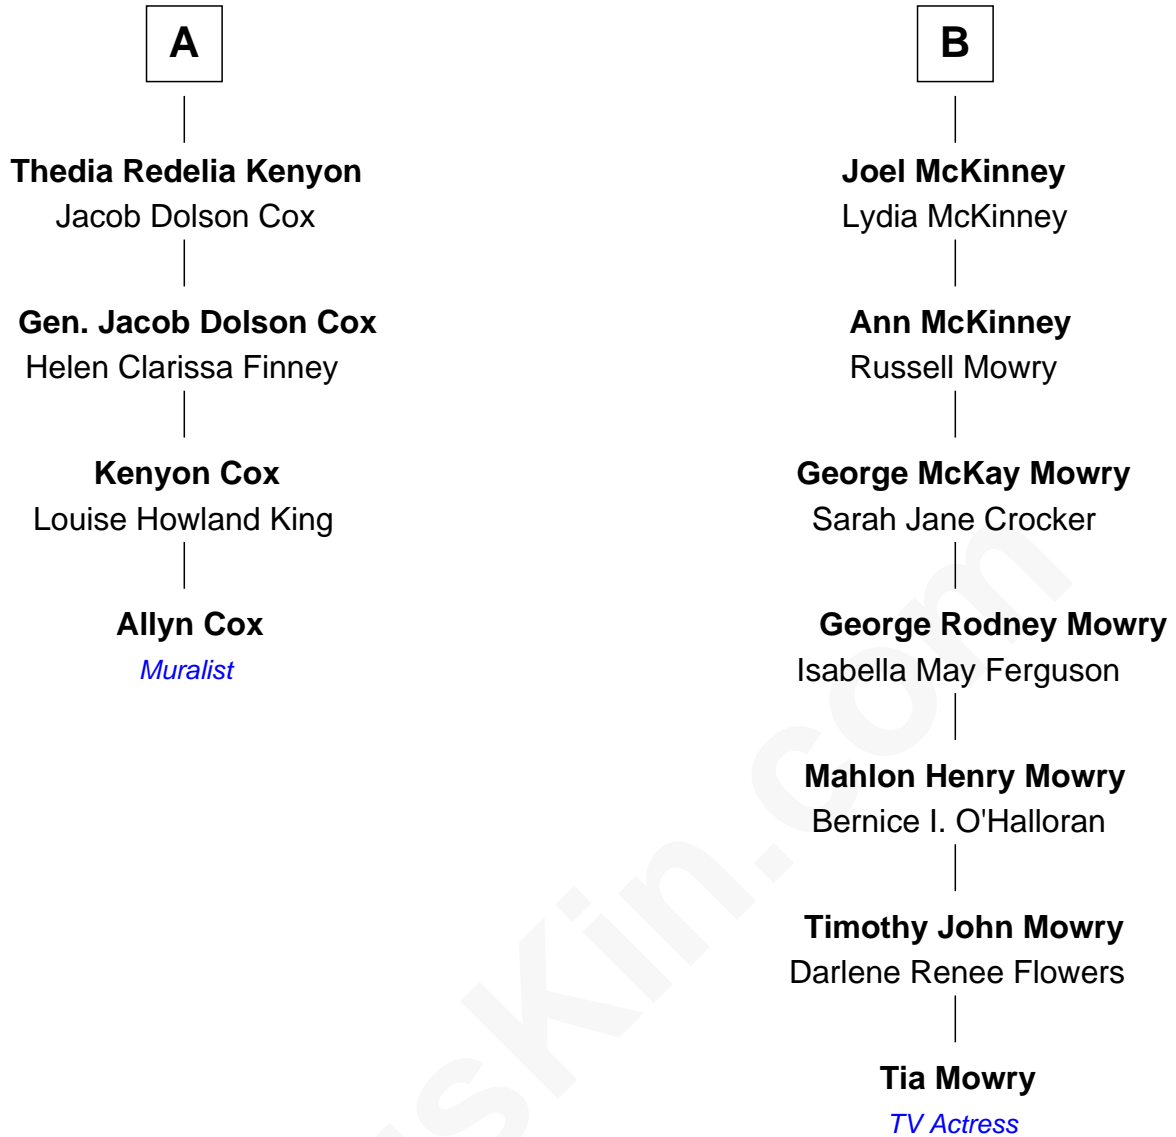 A
Thedia Redelia Kenyon
Jacob Dolson Cox
Gen. Jacob Dolson Cox
Helen Clarissa Finney
Kenyon Cox
Louise Howland King
Allyn Cox
Muralist
B
Joel McKinney
Lydia McKinney
Ann McKinney
Russell Mowry
George McKay Mowry
Sarah Jane Crocker
George Rodney Mowry
Isabella May Ferguson
Mahlon Henry Mowry
Bernice I. O'Halloran
Timothy John Mowry
Darlene Renee Flowers
Tia Mowry
TV Actress